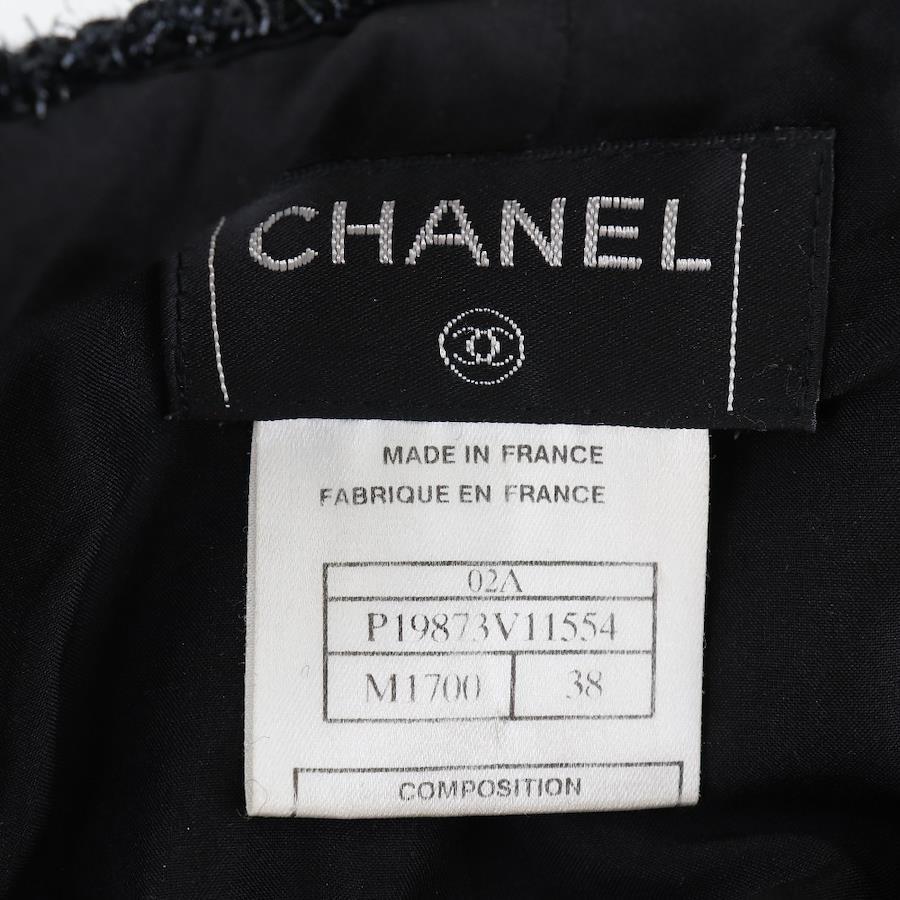 CHANEL
MADE IN FRANCE
FABRIQUE EN FRANCE
02A
P19873V11554
M1700 38
COMPOSITION